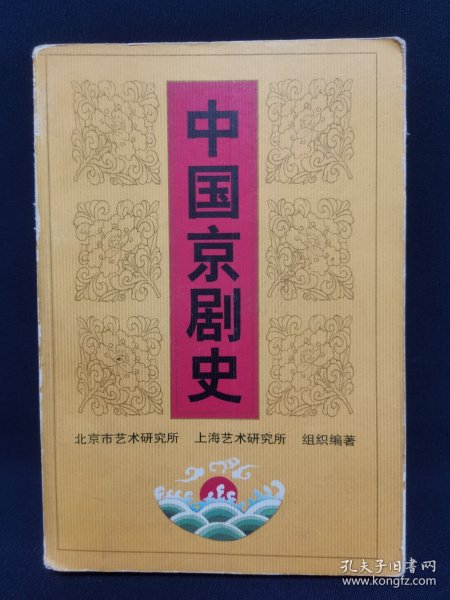 中国京剧史
北京市艺术研究所 上海艺术研究所 组织编著
孔夫子旧书网
www.kongfz.com